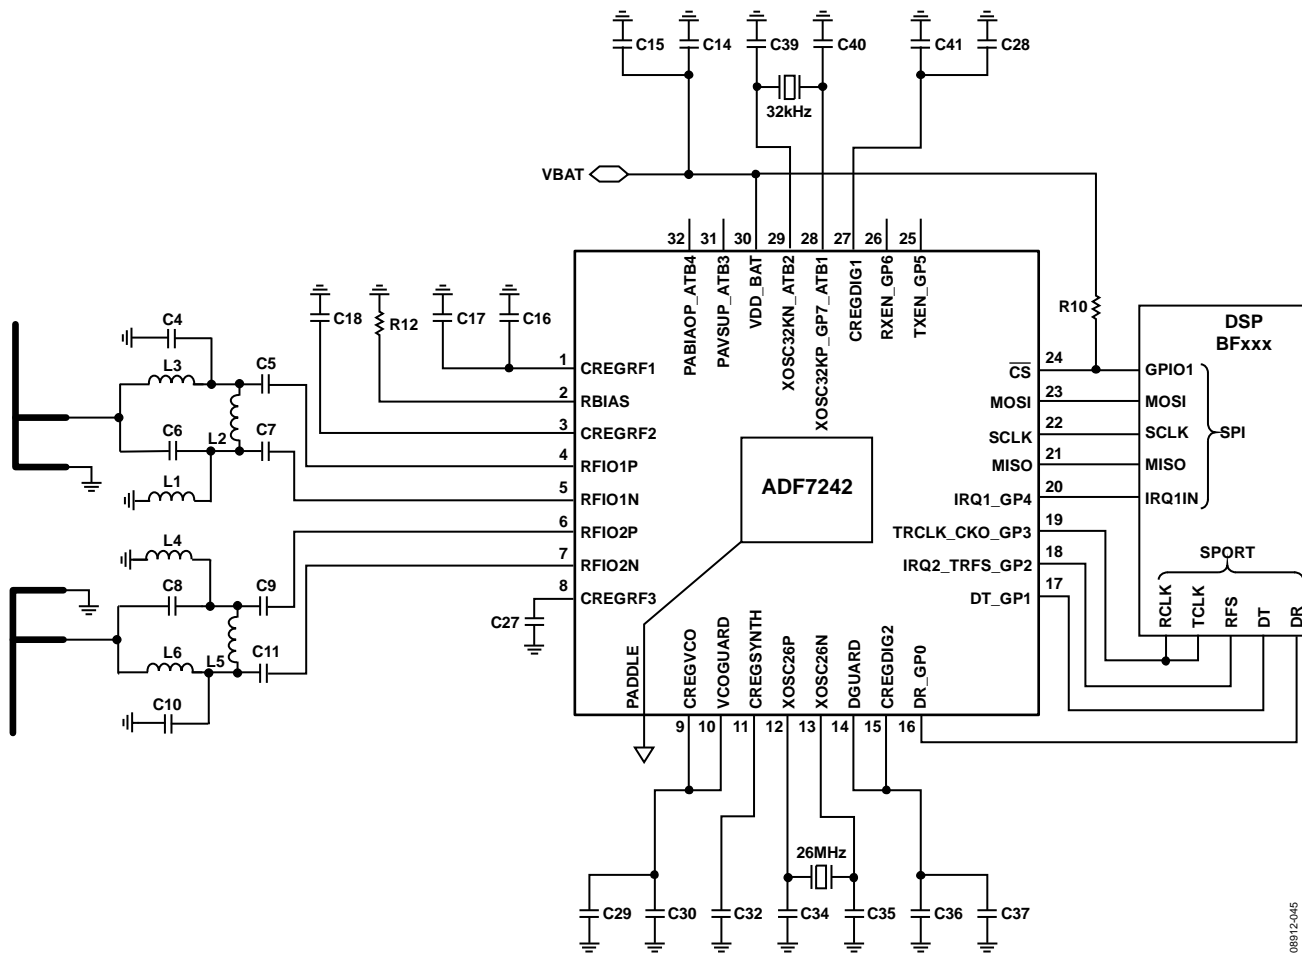 C15
C14
C39
C40
C41
C28
32kHz
VBAT
32
31
30
29
28
27
26
25
PABIAOP_ATB4
PAVSUP_ATB3
VDD_BAT
XOSC32KN_ATB2
XOSC32KP_GP7_ATB1
CREGDIG1
RXEN_GP6
TXEN_GP5
C18
R12
C17
C16
R10
DSP
BFxxx
C4
L3
C5
C6
L2
C7
L1
L4
C8
C9
L6
L5
C11
C10
1
CREGRF1
2
RBIAS
3
CREGRF2
4
RFIO1P
5
RFIO1N
6
RFIO2P
7
RFIO2N
8
CREGRF3
C27
ADF7242
CS
24
GPIO1
MOSI
23
MOSI
SCLK
22
SCLK
SPI
MISO
21
MISO
IRQ1_GP4
20
IRQ1IN
TRCLK_CKO_GP3
19
IRQ2_TRFS_GP2
18
DT_GP1
17
SPORT
RCLK
TCLK
RFS
DT
DR
PADDLE
CREGVCO
VCOGUARD
CREGSYNTH
XOSC26P
XOSC26N
DGUARD
CREGDIG2
DR_GP0
9
10
11
12
13
14
15
16
26MHz
C29
C30
C32
C34
C35
C36
C37
08912-045